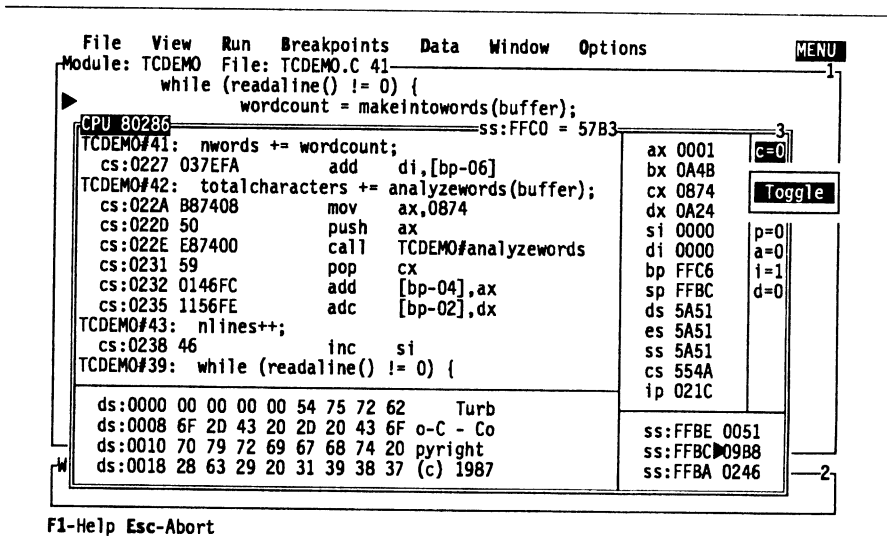 File View Run Breakpoints Data Window Options MENU
Module: TCDEMO File: TCDEMO.C 41 1
while (readaline() != 0) {
wordcount = makeintowords(buffer);
CPU 80286 ss:FFC0 = 57B3 3
TCDEMO#41: nwords += wordcount;
cs:0227 037EFA add di,[bp-06]
TCDEMO#42: totalcharacters += analyzewords(buffer);
cs:022A B87408 mov ax,0874
cs:022D 50 push ax
cs:022E E87400 call TCDEMO#analyzewords
cs:0231 59 pop cx
cs:0232 0146FC add [bp-04],ax
cs:0235 1156FE adc [bp-02],dx
TCDEMO#43: nlines++;
cs:0238 46 inc si
TCDEMO#39: while (readaline() != 0) {
ax 0001 c=0
bx 0A4B
cx 0874 Toggle
dx 0A24
si 0000 p=0
di 0000 a=0
bp FFC6 i=1
sp FFBC d=0
ds 5A51
es 5A51
ss 5A51
cs 554A
ip 021C
ds:0000 00 00 00 00 54 75 72 62 Turb
ds:0008 6F 2D 43 20 2D 20 43 6F o-C - Co
ds:0010 70 79 72 69 67 68 74 20 pyright
ds:0018 28 63 29 20 31 39 38 37 (c) 1987
ss:FFBE 0051
ss:FFBC 09B8
ss:FFBA 0246
W 2
F1-Help Esc-Abort